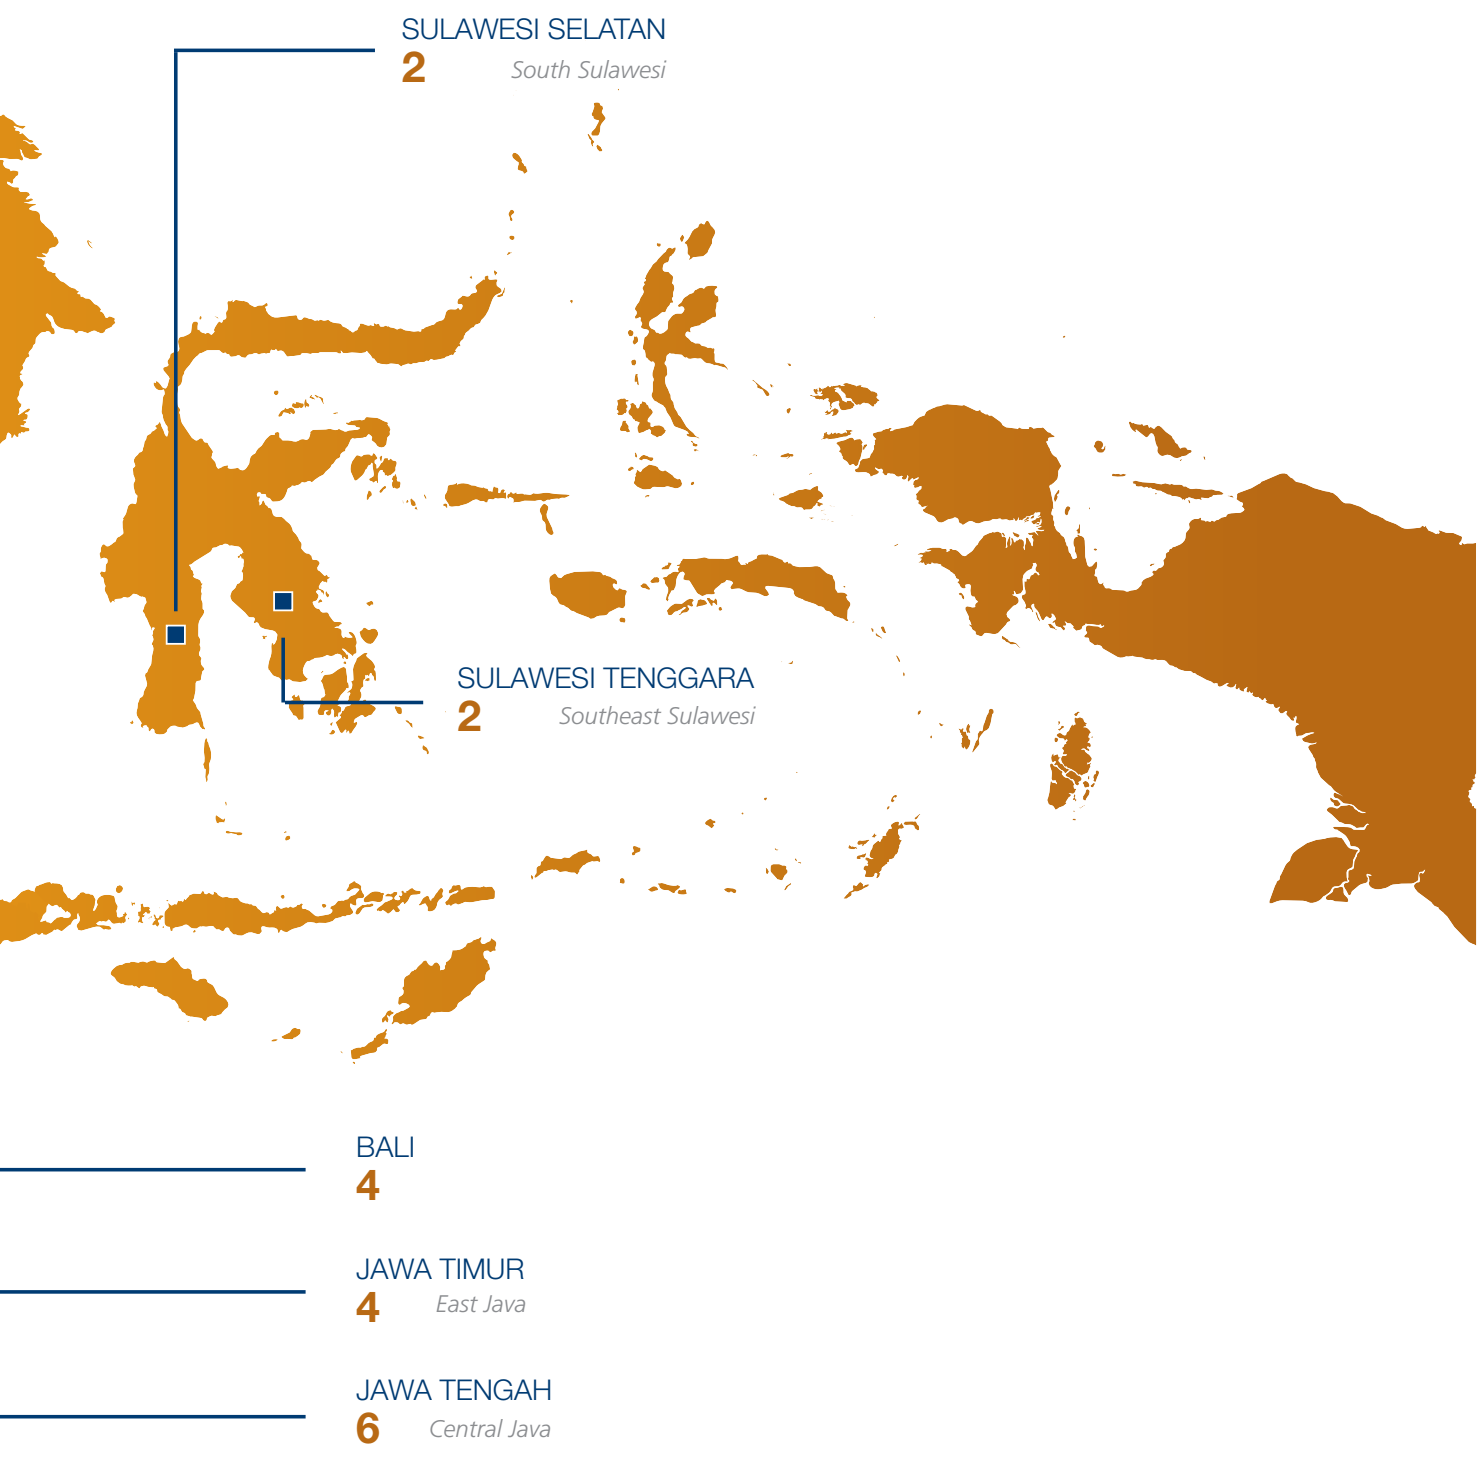 SULAWESI SELATAN
2 South Sulawesi
SULAWESI TENGGARA
2 Southeast Sulawesi
BALI
4
JAWA TIMUR
4 East Java
JAWA TENGAH
6 Central Java